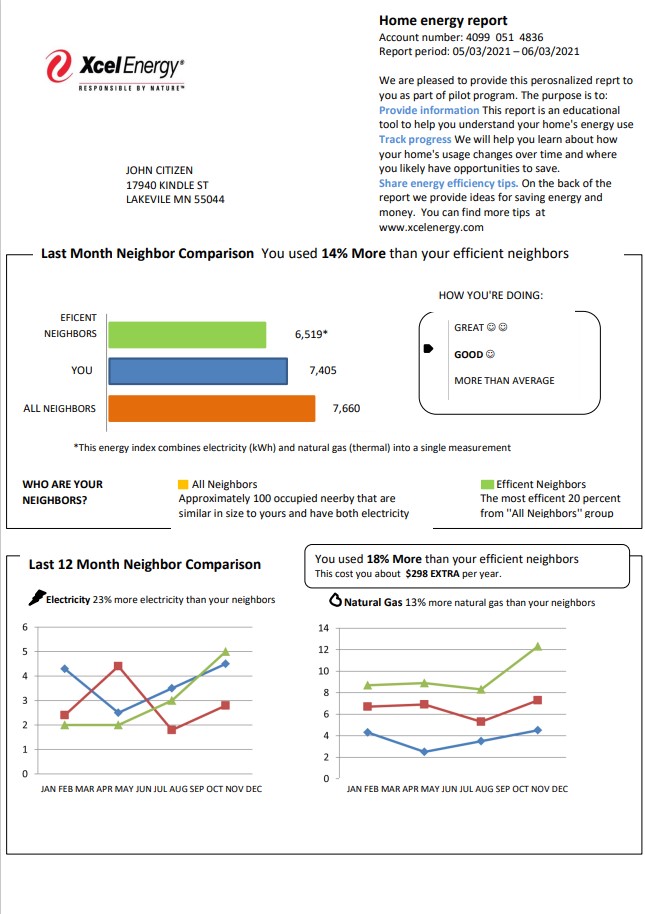 Home energy report
Account number: 4099 051 4836
Report period: 05/03/2021 – 06/03/2021
XcelEnergy®
RESPONSIBLE BY NATURE™
We are pleased to provide this perosnalized reprt to
you as part of pilot program. The purpose is to:
Provide information This report is an educational
tool to help you understand your home's energy use
Track progress We will help you learn about how
your home's usage changes over time and where
you likely have opportunities to save.
Share energy efficiency tips. On the back of the
report we provide ideas for saving energy and
money. You can find more tips at
www.xcelenergy.com
JOHN CITIZEN
17940 KINDLE ST
LAKEVILE MN 55044
Last Month Neighbor Comparison You used 14% More than your efficient neighbors
EFICENT
NEIGHBORS
6,519*
YOU
7,405
ALL NEIGHBORS
7,660
HOW YOU'RE DOING:
GREAT ☺ ☺
GOOD ☺
MORE THAN AVERAGE
*This energy index combines electricity (kWh) and natural gas (thermal) into a single measurement
WHO ARE YOUR
NEIGHBORS?
All Neighbors
Approximately 100 occupied neerby that are
similar in size to yours and have both electricity
Efficent Neighbors
The most efficent 20 percent
from "All Neighbors" group
Last 12 Month Neighbor Comparison
You used 18% More than your efficient neighbors
This cost you about $298 EXTRA per year.
Electricity 23% more electricity than your neighbors
6
5
4
3
2
1
0
JAN FEB MAR APR MAY JUN JUL AUG SEP OCT NOV DEC
Natural Gas 13% more natural gas than your neighbors
14
12
10
8
6
4
2
0
JAN FEB MAR APR MAY JUN JUL AUG SEP OCT NOV DEC